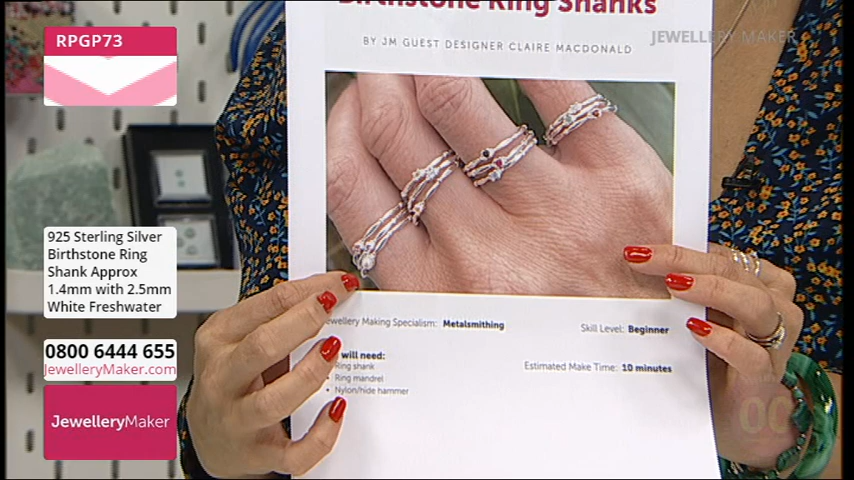 RPGP73
Birthstone Ring Shanks
BY JM GUEST DESIGNER CLAIRE MACDONALD
JEWELLERY MAKER
925 Sterling Silver
Birthstone Ring
Shank Approx
1.4mm with 2.5mm
White Freshwater
0800 6444 655
JewelleryMaker.com
JewelleryMaker
Jewellery Making Specialism: Metalsmithing
Skill Level: Beginner
will need:
Estimated Make Time: 10 minutes
Ring shank
Ring mandrel
Nylon/hide hammer
00